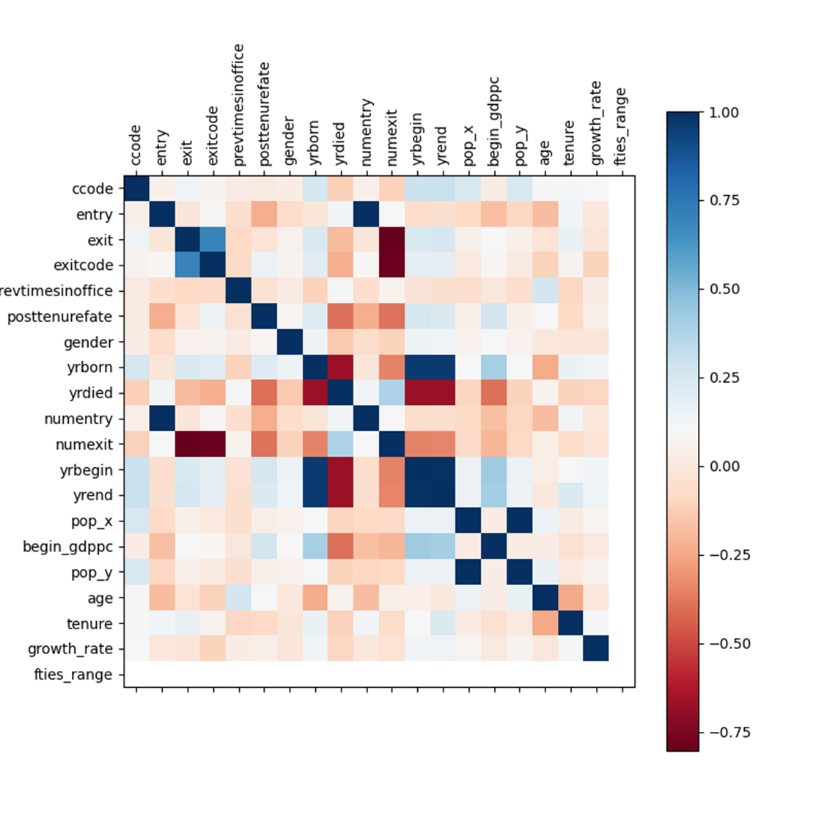 ccode
entry
exit
exitcode
prevtimesinoffice
posttenurefate
gender
yrborn
yrdied
numentry
numexit
yrbegin
yrend
pop_x
begin_gdppc
pop_y
age
tenure
growth_rate
fties_range
ccode
entry
exit
exitcode
revtimesinoffice
posttenurefate
gender
yrborn
yrdied
numentry
numexit
yrbegin
yrend
pop_x
begin_gdppc
pop_y
age
tenure
growth_rate
fties_range
1.00
0.75
0.50
0.25
0.00
−0.25
−0.50
−0.75